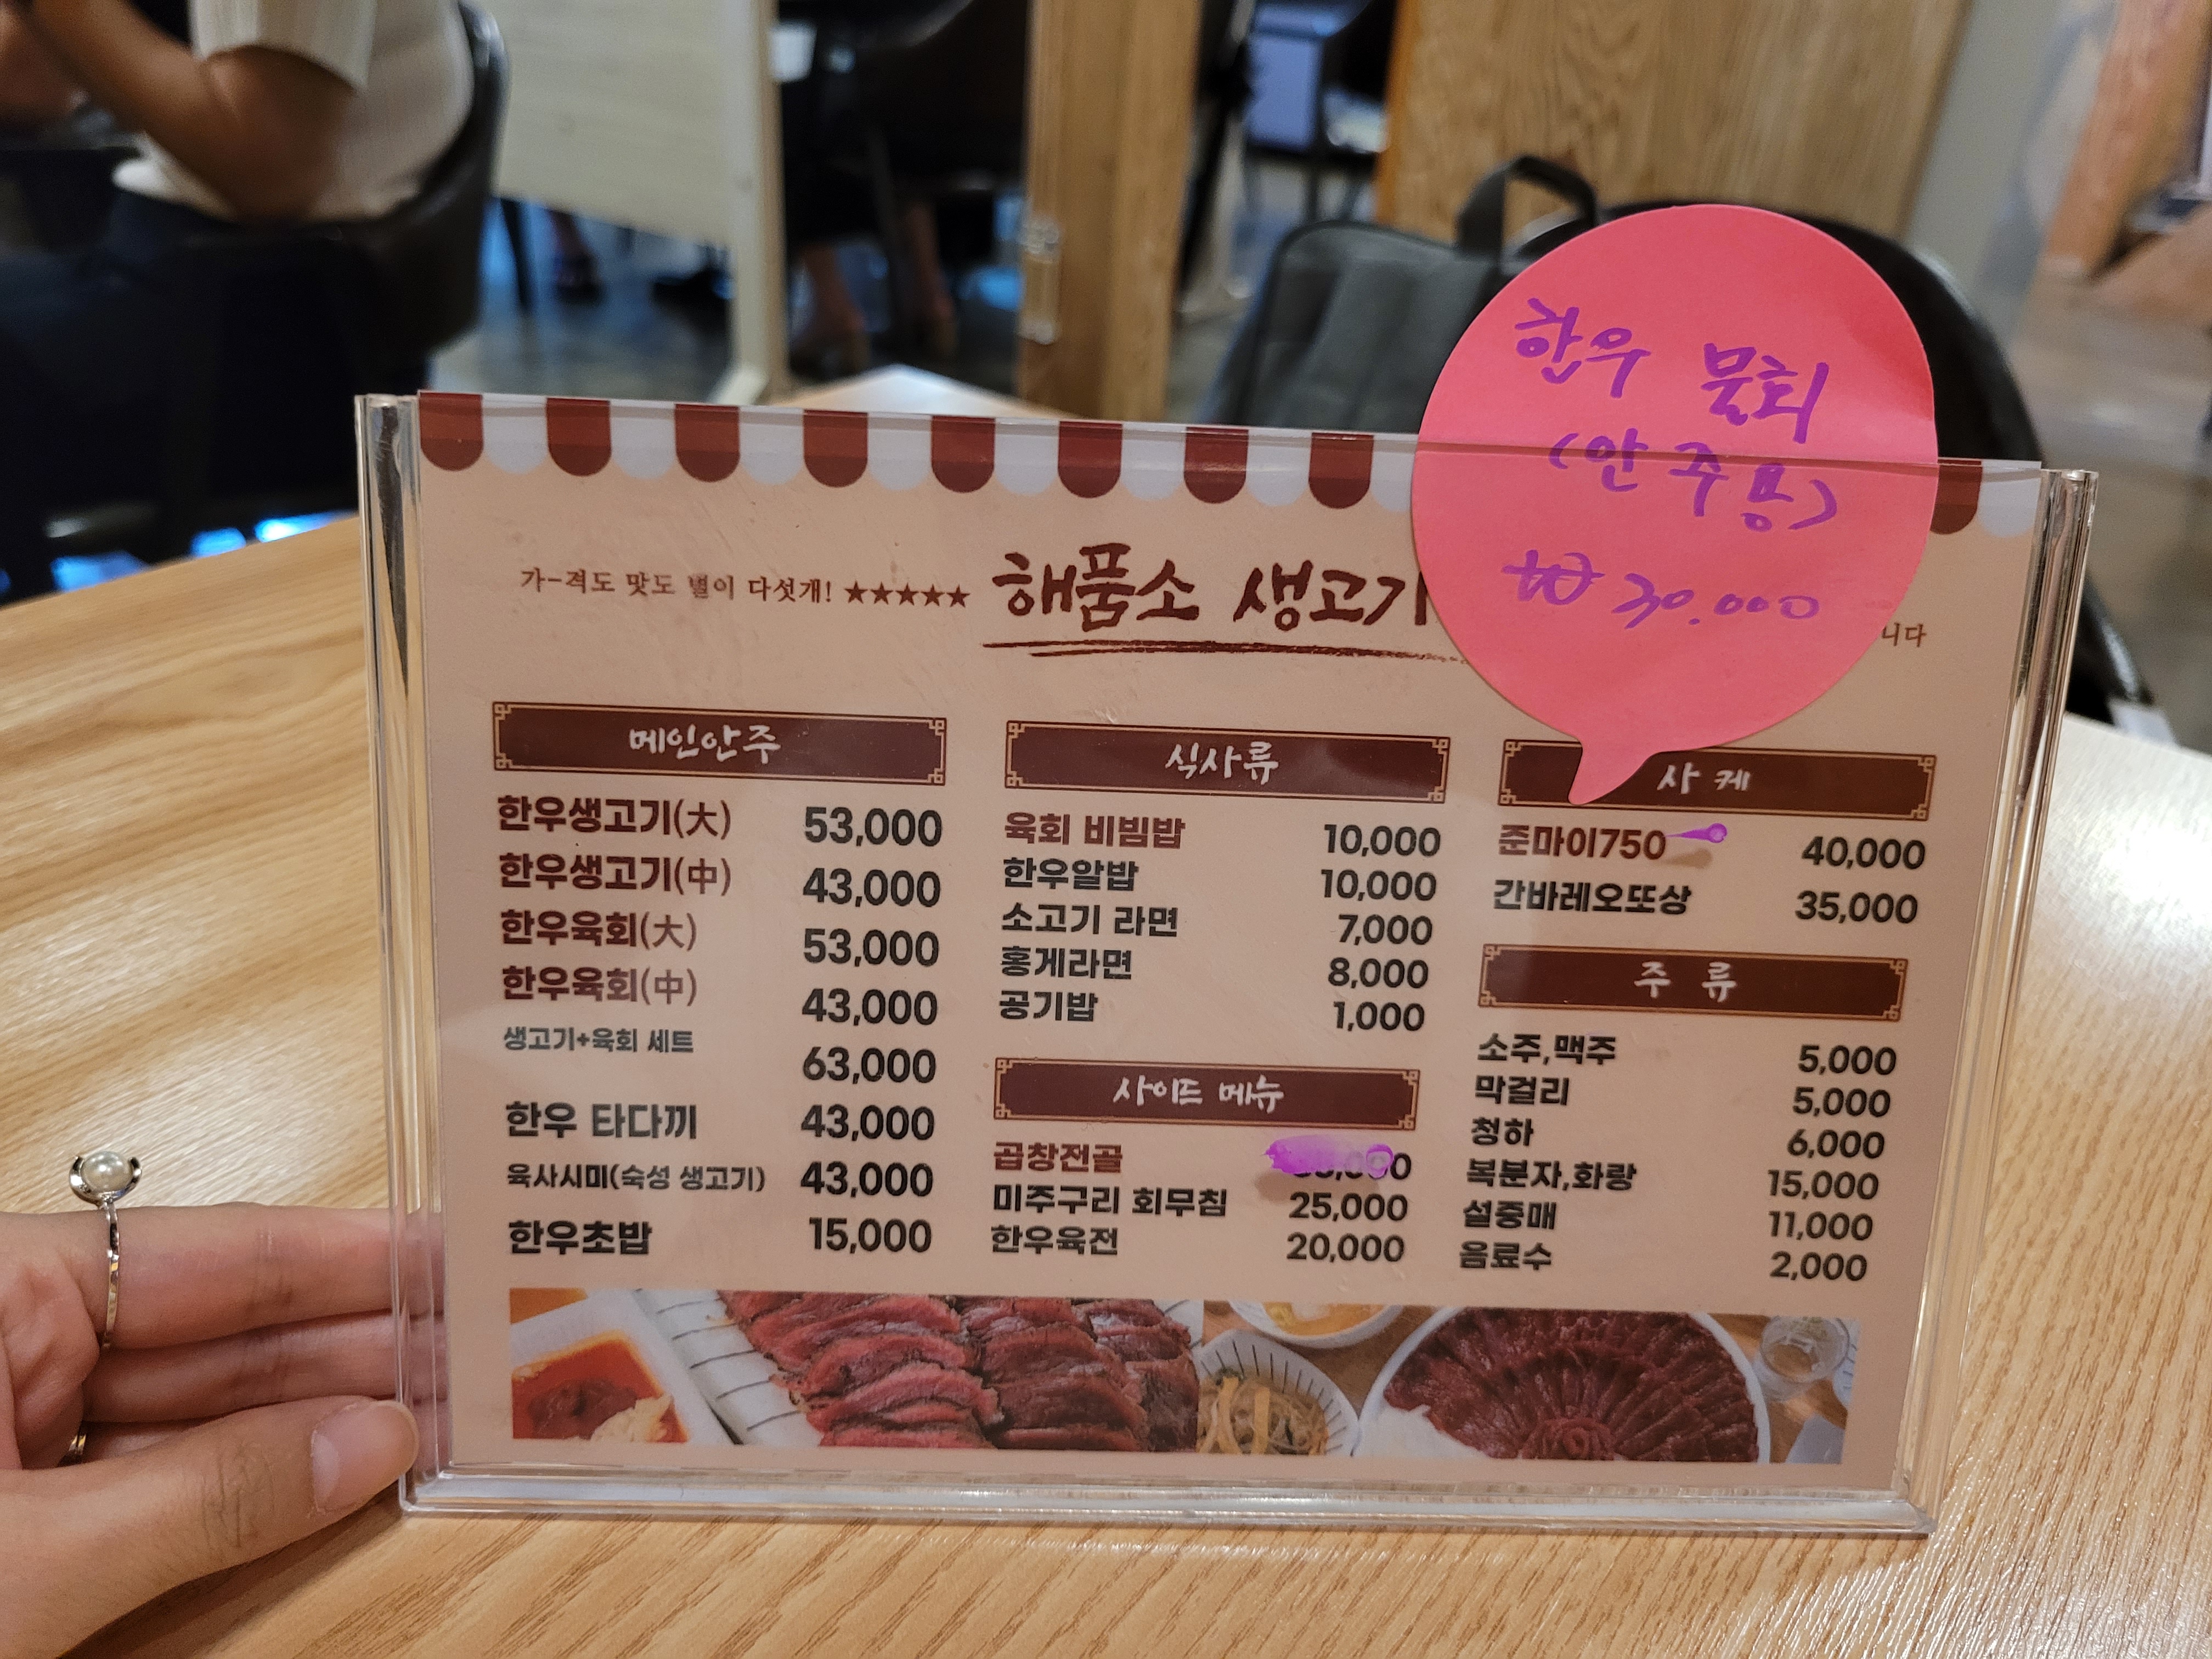 한우 물회
(안주용)
₩ 30.000
가-격도 맛도 별이 다섯개! ★★★★★ 해품소 생고기
니다
메인안주
한우생고기(大) 53,000
한우생고기(中) 43,000
한우육회(大) 53,000
한우육회(中) 43,000
생고기+육회 세트 63,000
한우 타다끼 43,000
육사시미(숙성 생고기) 43,000
한우초밥 15,000
식사류
육회 비빔밥 10,000
한우알밥 10,000
소고기 라면 7,000
홍게라면 8,000
공기밥 1,000
사이드 메뉴
곱창전골
미주구리 회무침 25,000
한우육전 20,000
사케
준마이750 40,000
간바레오또상 35,000
주류
소주,맥주 5,000
막걸리 5,000
청하 6,000
복분자,화랑 15,000
설중매 11,000
음료수 2,000